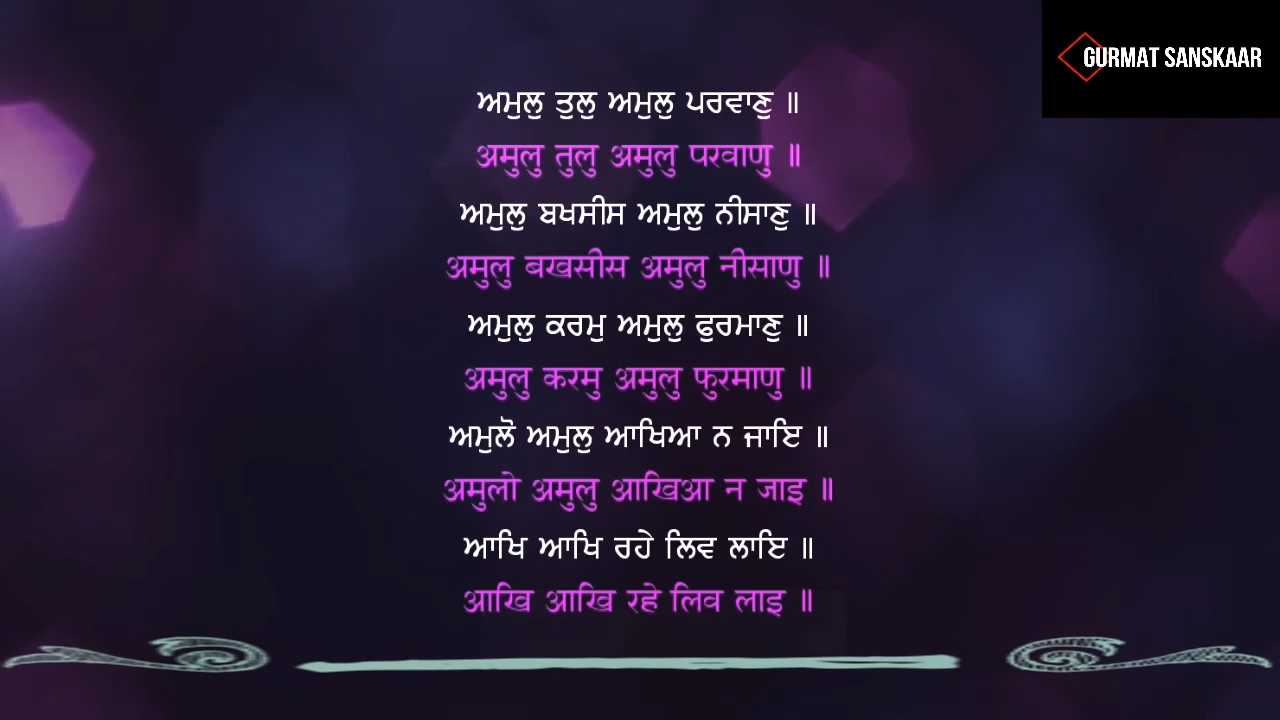 GURMAT SANSKAAR
ਅਮੁਲੁ ਤੁਲੁ ਅਮੁਲੁ ਪਰਵਾਣੁ ॥
अमुलु तुलु अमुलु परवाणु ॥
ਅਮੁਲੁ ਬਖਸੀਸ ਅਮੁਲੁ ਨੀਸਾਣੁ ॥
अमुलु बखसीस अमुलु नीसाणु ॥
ਅਮੁਲੁ ਕਰਮੁ ਅਮੁਲੁ ਫੁਰਮਾਣੁ ॥
अमुलु करमु अमुलु फुरमाणु ॥
ਅਮੁਲੋ ਅਮੁਲੁ ਆਖਿਆ ਨ ਜਾਇ ॥
अमुलो अमुलु आखिआ न जाइ ॥
ਆਖਿ ਆਖਿ ਰਹੇ ਲਿਵ ਲਾਇ ॥
आखि आखि रहे लिव लाइ ॥